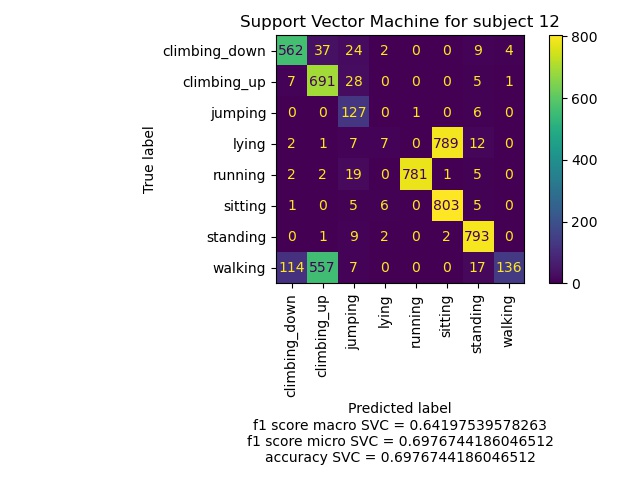 Support Vector Machine for subject 12
climbing_down 562 37 24 2 0 0 9 4
climbing_up 7 691 28 0 0 0 5 1
jumping 0 0 127 0 1 0 6 0
lying 2 1 7 7 0 789 12 0
running 2 2 19 0 781 1 5 0
sitting 1 0 5 6 0 803 5 0
standing 0 1 9 2 0 2 793 0
walking 114 557 7 0 0 0 17 136
True label
climbing_down climbing_up jumping lying running sitting standing walking
800
600
400
200
0
Predicted label
f1 score macro SVC = 0.64197539578263
f1 score micro SVC = 0.6976744186046512
accuracy SVC = 0.6976744186046512